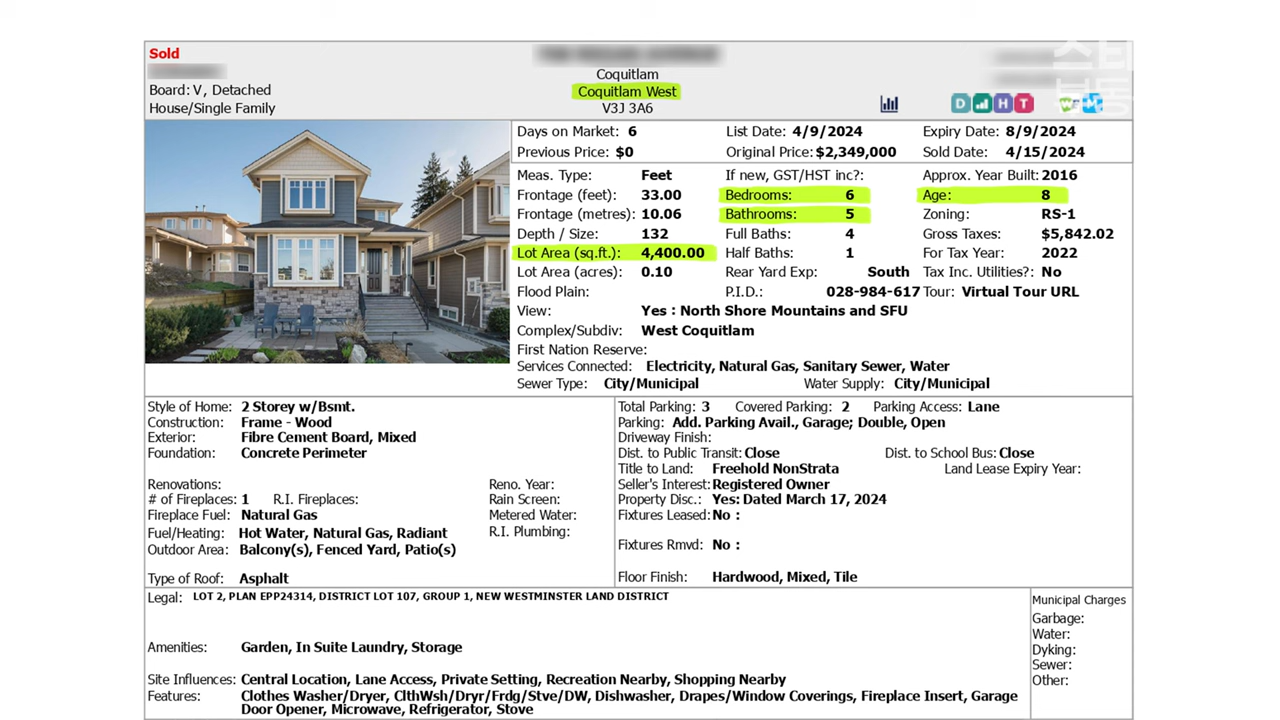 Sold
Coquitlam
Board: V, Detached
Coquitlam West
House/Single Family
V3J 3A6
D H T
Days on Market: 6 List Date: 4/9/2024 Expiry Date: 8/9/2024
Previous Price: $0 Original Price: $2,349,000 Sold Date: 4/15/2024
Meas. Type: Feet If new, GST/HST inc?: Approx. Year Built: 2016
Frontage (feet): 33.00 Bedrooms: 6 Age: 8
Frontage (metres): 10.06 Bathrooms: 5 Zoning: RS-1
Depth / Size: 132 Full Baths: 4 Gross Taxes: $5,842.02
Lot Area (sq.ft.): 4,400.00 Half Baths: 1 For Tax Year: 2022
Lot Area (acres): 0.10 Rear Yard Exp: South Tax Inc. Utilities?: No
Flood Plain: P.I.D.: 028-984-617 Tour: Virtual Tour URL
View: Yes : North Shore Mountains and SFU
Complex/Subdiv: West Coquitlam
First Nation Reserve:
Services Connected: Electricity, Natural Gas, Sanitary Sewer, Water
Sewer Type: City/Municipal Water Supply: City/Municipal
Style of Home: 2 Storey w/Bsmt. Total Parking: 3 Covered Parking: 2 Parking Access: Lane
Construction: Frame - Wood Parking: Add. Parking Avail., Garage; Double, Open
Exterior: Fibre Cement Board, Mixed Driveway Finish:
Foundation: Concrete Perimeter Dist. to Public Transit: Close Dist. to School Bus: Close
Title to Land: Freehold NonStrata Land Lease Expiry Year:
Renovations: Reno. Year: Seller's Interest: Registered Owner
# of Fireplaces: 1 R.I. Fireplaces: Rain Screen: Property Disc.: Yes: Dated March 17, 2024
Fireplace Fuel: Natural Gas Metered Water: Fixtures Leased: No :
Fuel/Heating: Hot Water, Natural Gas, Radiant R.I. Plumbing:
Outdoor Area: Balcony(s), Fenced Yard, Patio(s) Fixtures Rmvd: No :
Type of Roof: Asphalt Floor Finish: Hardwood, Mixed, Tile
Legal: LOT 2, PLAN EPP24314, DISTRICT LOT 107, GROUP 1, NEW WESTMINSTER LAND DISTRICT
Municipal Charges
Garbage:
Water:
Dyking:
Sewer:
Other:
Amenities: Garden, In Suite Laundry, Storage
Site Influences: Central Location, Lane Access, Private Setting, Recreation Nearby, Shopping Nearby
Features: Clothes Washer/Dryer, ClthWsh/Dryr/Frdg/Stve/DW, Dishwasher, Drapes/Window Coverings, Fireplace Insert, Garage
Door Opener, Microwave, Refrigerator, Stove